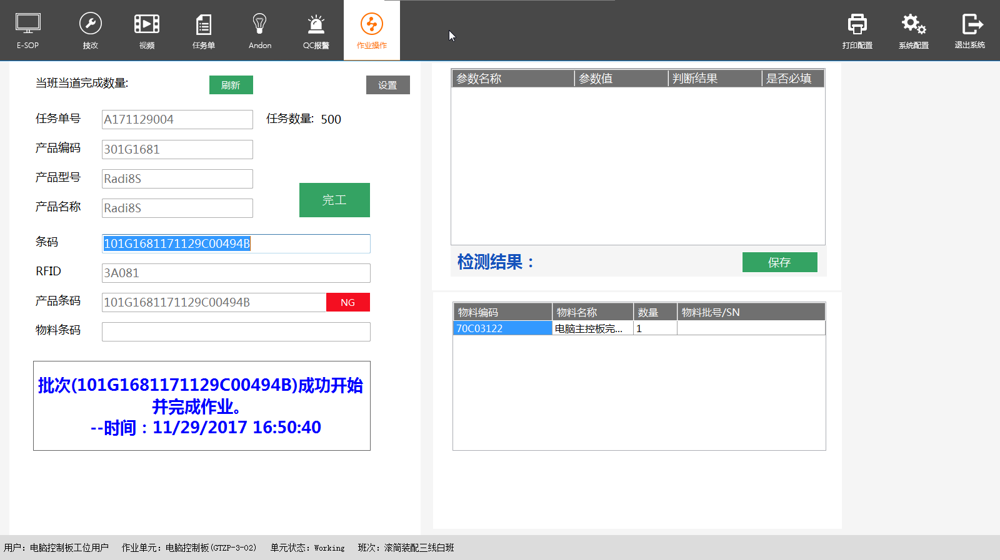 E-SOP
技改
视频
任务单
Andon
QC报警
作业操作
打印配置
系统配置
退出系统
当班当道完成数量:
刷新
设置
任务单号
A171129004
任务数量: 500
产品编码
301G1681
产品型号
Radi8S
产品名称
Radi8S
完工
条码
101G1681171129C00494B
RFID
3A081
产品条码
101G1681171129C00494B
NG
物料条码
批次(101G1681171129C00494B)成功开始
并完成作业。
--时间：11/29/2017 16:50:40
参数名称 参数值 判断结果 是否必填
检测结果：
保存
物料编码 物料名称 数量 物料批号/SN
70C03122 电脑主控板完... 1
用户: 电脑控制板工位用户 作业单元: 电脑控制板(GTZP-3-02) 单元状态: Working 班次: 滚筒装配三线白班